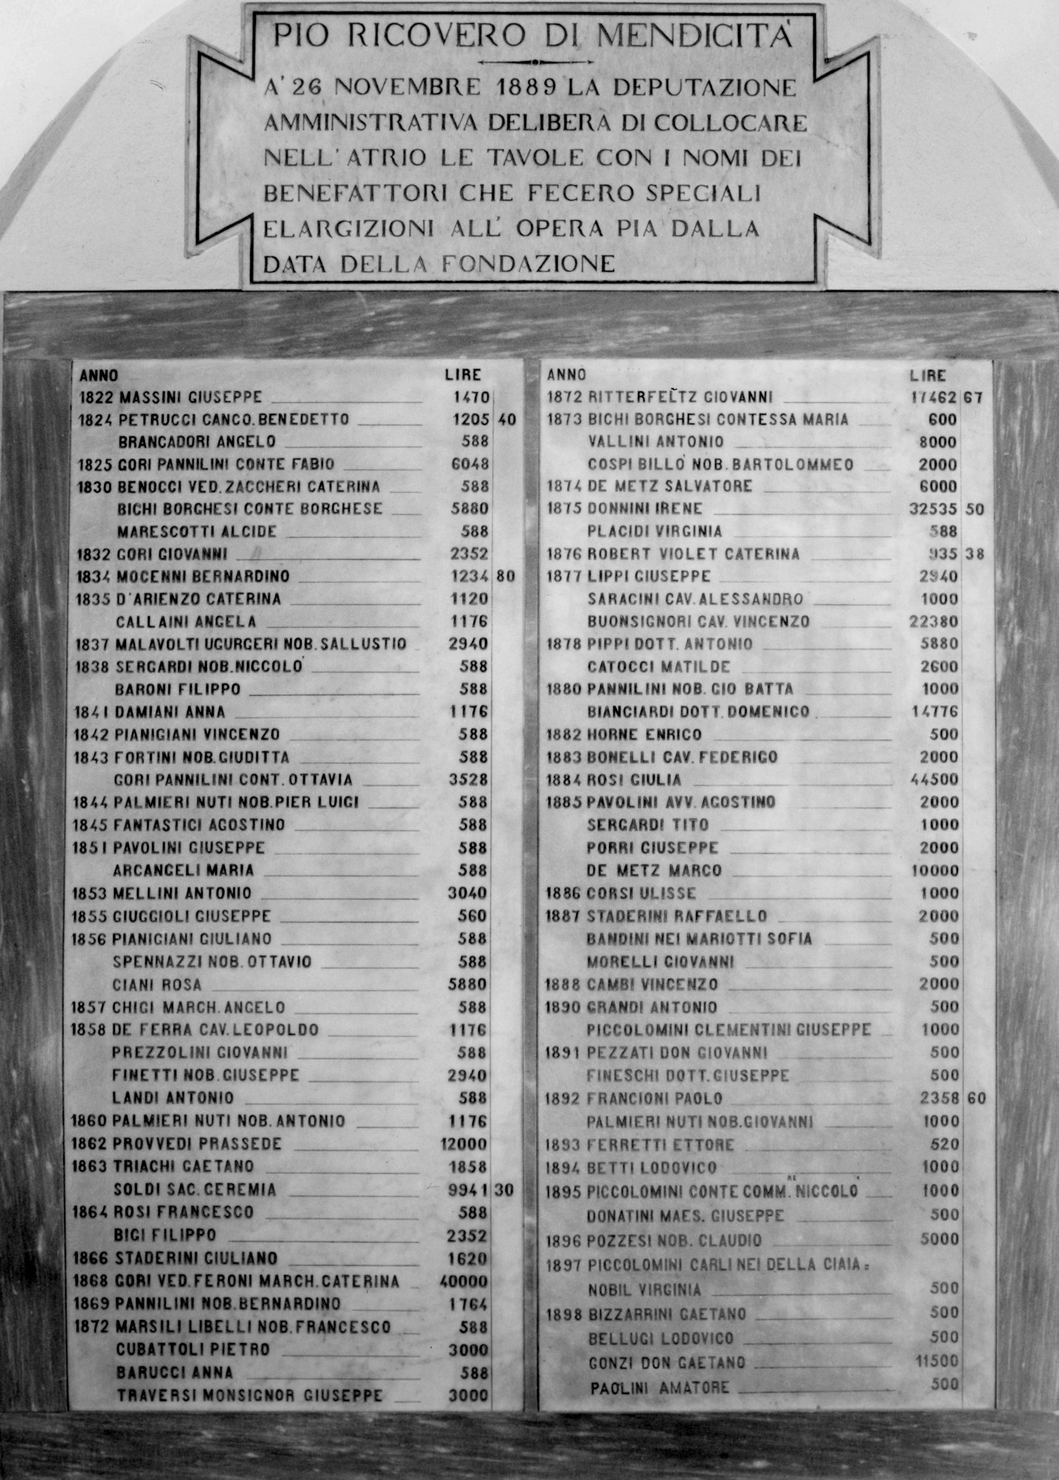 PIO RICOVERO DI MENDICITÀ
A' 26 NOVEMBRE 1889 LA DEPUTAZIONE
AMMINISTRATIVA DELIBERA DI COLLOCARE
NELL' ATRIO LE TAVOLE CON I NOMI DEI
BENEFATTORI CHE FECERO SPECIALI
ELARGIZIONI ALL' OPERA PIA DALLA
DATA DELLA FONDAZIONE
ANNO LIRE
1822 MASSINI GIUSEPPE 1470
1824 PETRUCCI CANCO. BENEDETTO 1205 40
BRANCADORI ANGELO 588
1825 GORI PANNILINI CONTE FABIO 6048
1830 BENOCCI VED. ZACCHERI CATERINA 588
BICHI BORGHESI CONTE BORGHESE 5880
MARESCOTTI ALCIDE 588
1832 GORI GIOVANNI 2352
1834 MOCENNI BERNARDINO 1234 80
1835 D'ARIENZO CATERINA 1120
CALLAINI ANGELA 1176
1837 MALAVOLTI UGURGERI NOB. SALLUSTIO 2940
1838 SERGARDI NOB. NICCOLO' 588
BARONI FILIPPO 588
1841 DAMIANI ANNA 1176
1842 PIANIGIANI VINCENZO 588
1843 FORTINI NOB. GIUDITTA 588
GORI PANNILINI CONT. OTTAVIA 3528
1844 PALMIERI NUTI NOB. PIER LUIGI 588
1845 FANTASTICI AGOSTINO 588
1851 PAVOLINI GIUSEPPE 588
ARCANGELI MARIA 588
1853 MELLINI ANTONIO 3040
1855 GIUGGIOLI GIUSEPPE 560
1856 PIANIGIANI GIULIANO 588
SPENNAZZI NOB. OTTAVIO 588
CIANI ROSA 5880
1857 CHIGI MARCH. ANGELO 588
1858 DE FERRA CAV. LEOPOLDO 1176
PREZZOLINI GIOVANNI 588
FINETTI NOB. GIUSEPPE 2940
LANDI ANTONIO 588
1860 PALMIERI NUTI NOB. ANTONIO 1176
1862 PROVVEDI PRASSEDE 12000
1863 TRIACHI GAETANO 1858
SOLDI SAC. GEREMIA 9941 30
1864 ROSI FRANCESCO 588
BIGI FILIPPO 2352
1866 STADERINI GIULIANO 1620
1868 GORI VED. FERONI MARCH. CATERINA 40000
1869 PANNILINI NOB. BERNARDINO 1764
1872 MARSILI LIBELLI NOB. FRANCESCO 588
CUBATTOLI PIETRO 3000
BARUCCI ANNA 588
TRAVERSI MONSIGNOR GIUSEPPE 3000
ANNO LIRE
1872 RITTERFELTZ GIOVANNI 17462 67
1873 BICHI BORGHESI CONTESSA MARIA 600
VALLINI ANTONIO 8000
COSPI BILLO' NOB. BARTOLOMMEO 2000
1874 DE METZ SALVATORE 6000
1875 DONNINI IRENE 32535 50
PLACIDI VIRGINIA 588
1876 ROBERT VIOLET CATERINA 935 38
1877 LIPPI GIUSEPPE 2940
SARACINI CAV. ALESSANDRO 1000
BUONSIGNORI CAV. VINCENZO 22380
1878 PIPPI DOTT. ANTONIO 5880
CATOCCI MATILDE 2600
1880 PANNILINI NOB. GIO BATTA 1000
BIANCIARDI DOTT. DOMENICO 14776
1882 HORNE ENRICO 500
1883 BONELLI CAV. FEDERIGO 2000
1884 ROSI GIULIA 44500
1885 PAVOLINI AVV. AGOSTINO 2000
SERGARDI TITO 1000
PORRI GIUSEPPE 2000
DE METZ MARCO 10000
1886 CORSI ULISSE 1000
1887 STADERINI RAFFAELLO 2000
BANDINI NEI MARIOTTI SOFIA 500
MORELLI GIOVANNI 500
1888 CAMBI VINCENZO 2000
1890 GRANDI ANTONIO 500
PICCOLOMINI CLEMENTINI GIUSEPPE 1000
1891 PEZZATI DON GIOVANNI 500
FINESCHI DOTT. GIUSEPPE 500
1892 FRANCIONI PAOLO 2358 60
PALMIERI NUTI NOB. GIOVANNI 1000
1893 FERRETTI ETTORE 520
1894 BETTI LODOVICO 1000
1895 PICCOLOMINI CONTE COMM. RE NICCOLO' 1000
DONATINI MAES. GIUSEPPE 500
1896 POZZESI NOB. CLAUDIO 5000
1897 PICCOLOMINI CARLI NEI DELLA CIAIA=
NOBIL VIRGINIA 500
1898 BIZZARRINI GAETANO 500
BELLUGI LODOVICO 500
GONZI DON GAETANO 11500
PAOLINI AMATORE 500